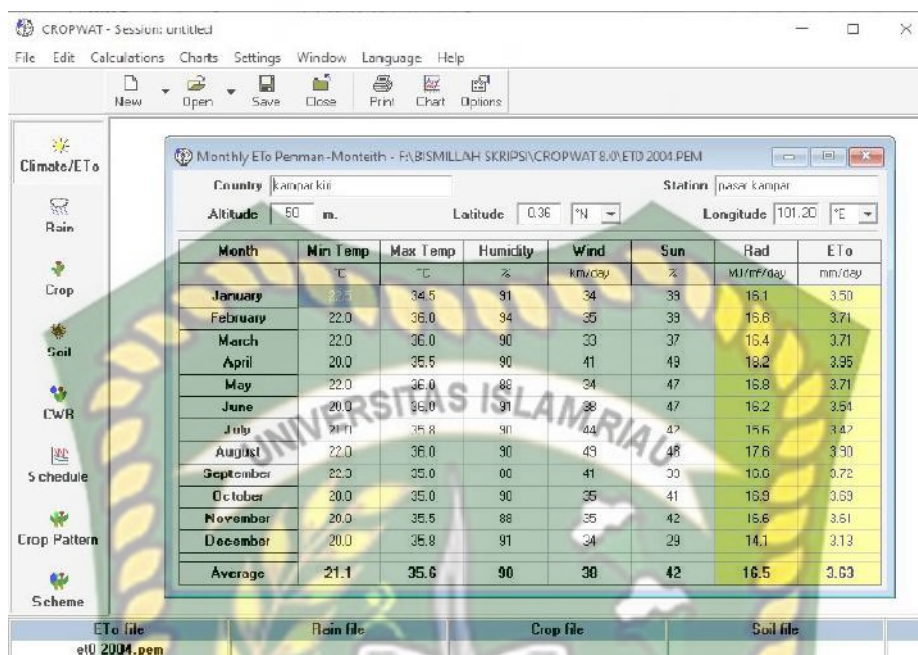 CROPWAT - Session: untitled
File Edit Calculations Charts Settings Window Language Help
New Open Save Close Print Chart Options
Climate/ETo
Rain
Crop
Soil
CWR
Schedule
Crop Pattern
Scheme
Monthly ETo Penman-Monteith - F:\BISMILLAH SKRIPSI\CROPWAT 8.0\ET0 2004.PEM
Country kampar kiri Station pasar kampar
Altitude 50 m. Latitude 0.36 °N Longitude 101.20 °E
Month Min Temp Max Temp Humidity Wind Sun Rad ETo
°C °C % km/day % MJ/m²/day mm/day
January 22.5 34.5 91 34 39 16.1 3.50
February 22.0 36.0 94 35 39 16.6 3.71
March 22.0 36.0 90 33 37 16.4 3.71
April 20.0 35.5 90 41 49 18.2 3.95
May 22.0 36.0 88 34 47 16.8 3.71
June 20.0 36.0 91 38 47 16.2 3.54
July 21.0 35.8 90 44 42 15.6 3.42
August 22.0 36.0 90 49 48 17.6 3.90
September 22.0 35.0 41 3.72
October 20.0 35.0 90 35 41 16.9 3.69
November 20.0 35.5 88 35 42 16.6 3.61
December 20.0 35.8 91 34 29 14.1 3.13
Average 21.1 35.6 90 38 42 16.5 3.63
UNIVERSITAS ISLAM RIAU
ETo file Rain file Crop file Soil file
et0 2004.pem